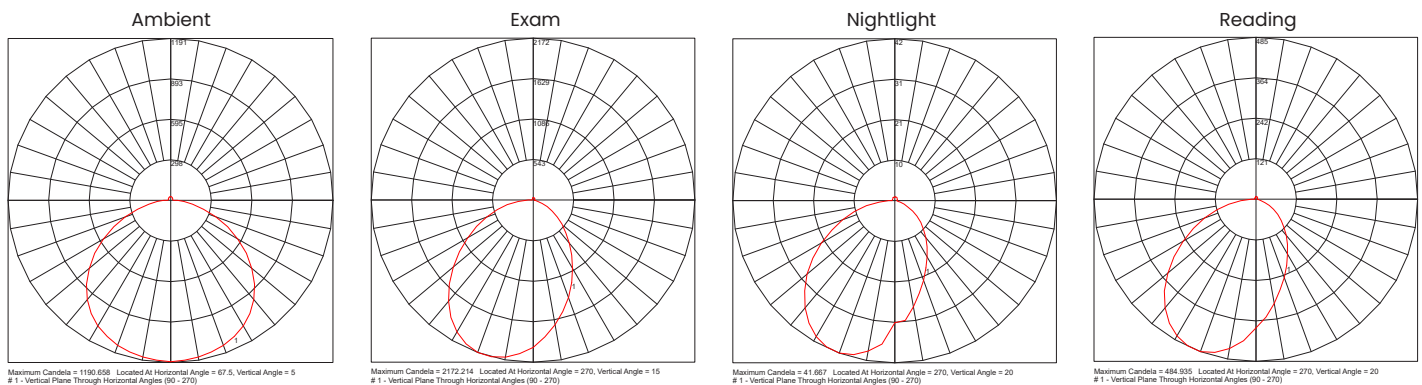 Ambient
1191
893
595
298
1
Maximum Candela = 1190.658 Located At Horizontal Angle = 67.5, Vertical Angle = 5
# 1 - Vertical Plane Through Horizontal Angles (90 - 270)
Exam
2172
1629
1086
543
1
Maximum Candela = 2172.214 Located At Horizontal Angle = 270, Vertical Angle = 15
# 1 - Vertical Plane Through Horizontal Angles (90 - 270)
Nightlight
42
31
21
10
1
Maximum Candela = 41.667 Located At Horizontal Angle = 270, Vertical Angle = 20
# 1 - Vertical Plane Through Horizontal Angles (90 - 270)
Reading
485
364
242
121
1
Maximum Candela = 484.935 Located At Horizontal Angle = 270, Vertical Angle = 20
# 1 - Vertical Plane Through Horizontal Angles (90 - 270)